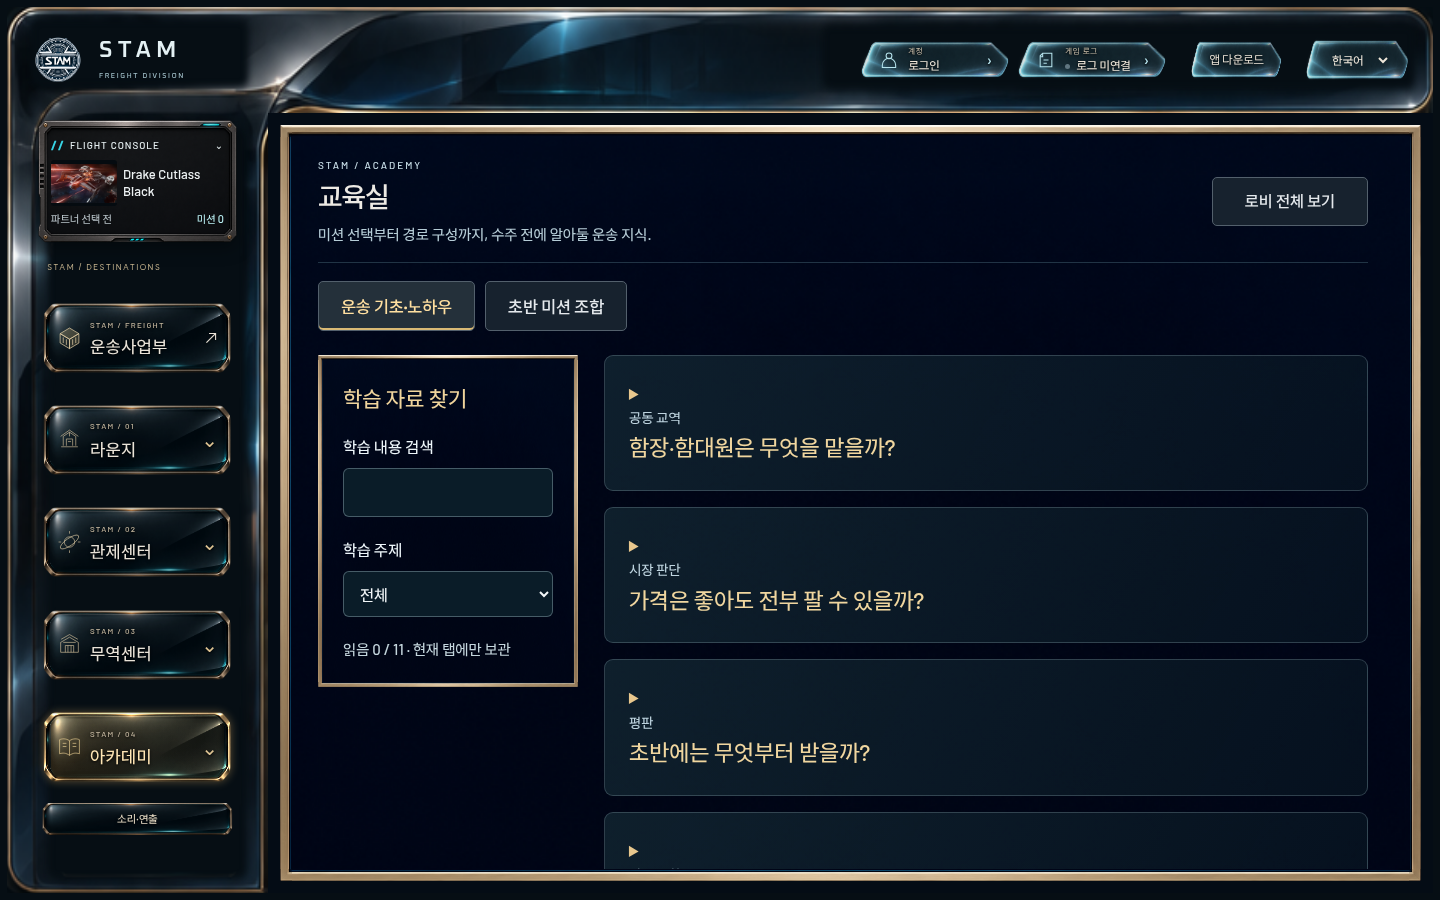 STAM
FREIGHT DIVISION
계정
로그인
게임 로그
로그 미연결
앱 다운로드
한국어
FLIGHT CONSOLE
Drake Cutlass
Black
파트너 선택 전
미션 0
STAM / DESTINATIONS
STAM / FREIGHT
운송사업부
STAM / 01
라운지
STAM / 02
관제센터
STAM / 03
무역센터
STAM / 04
아카데미
소리·연출
STAM / ACADEMY
교육실
미션 선택부터 경로 구성까지, 수주 전에 알아둘 운송 지식.
로비 전체 보기
운송 기초·노하우
초반 미션 조합
학습 자료 찾기
학습 내용 검색
학습 주제
전체
읽음 0 / 11 · 현재 탭에만 보관
공동 교역
함장·함대원은 무엇을 맡을까?
시장 판단
가격은 좋아도 전부 팔 수 있을까?
평판
초반에는 무엇부터 받을까?